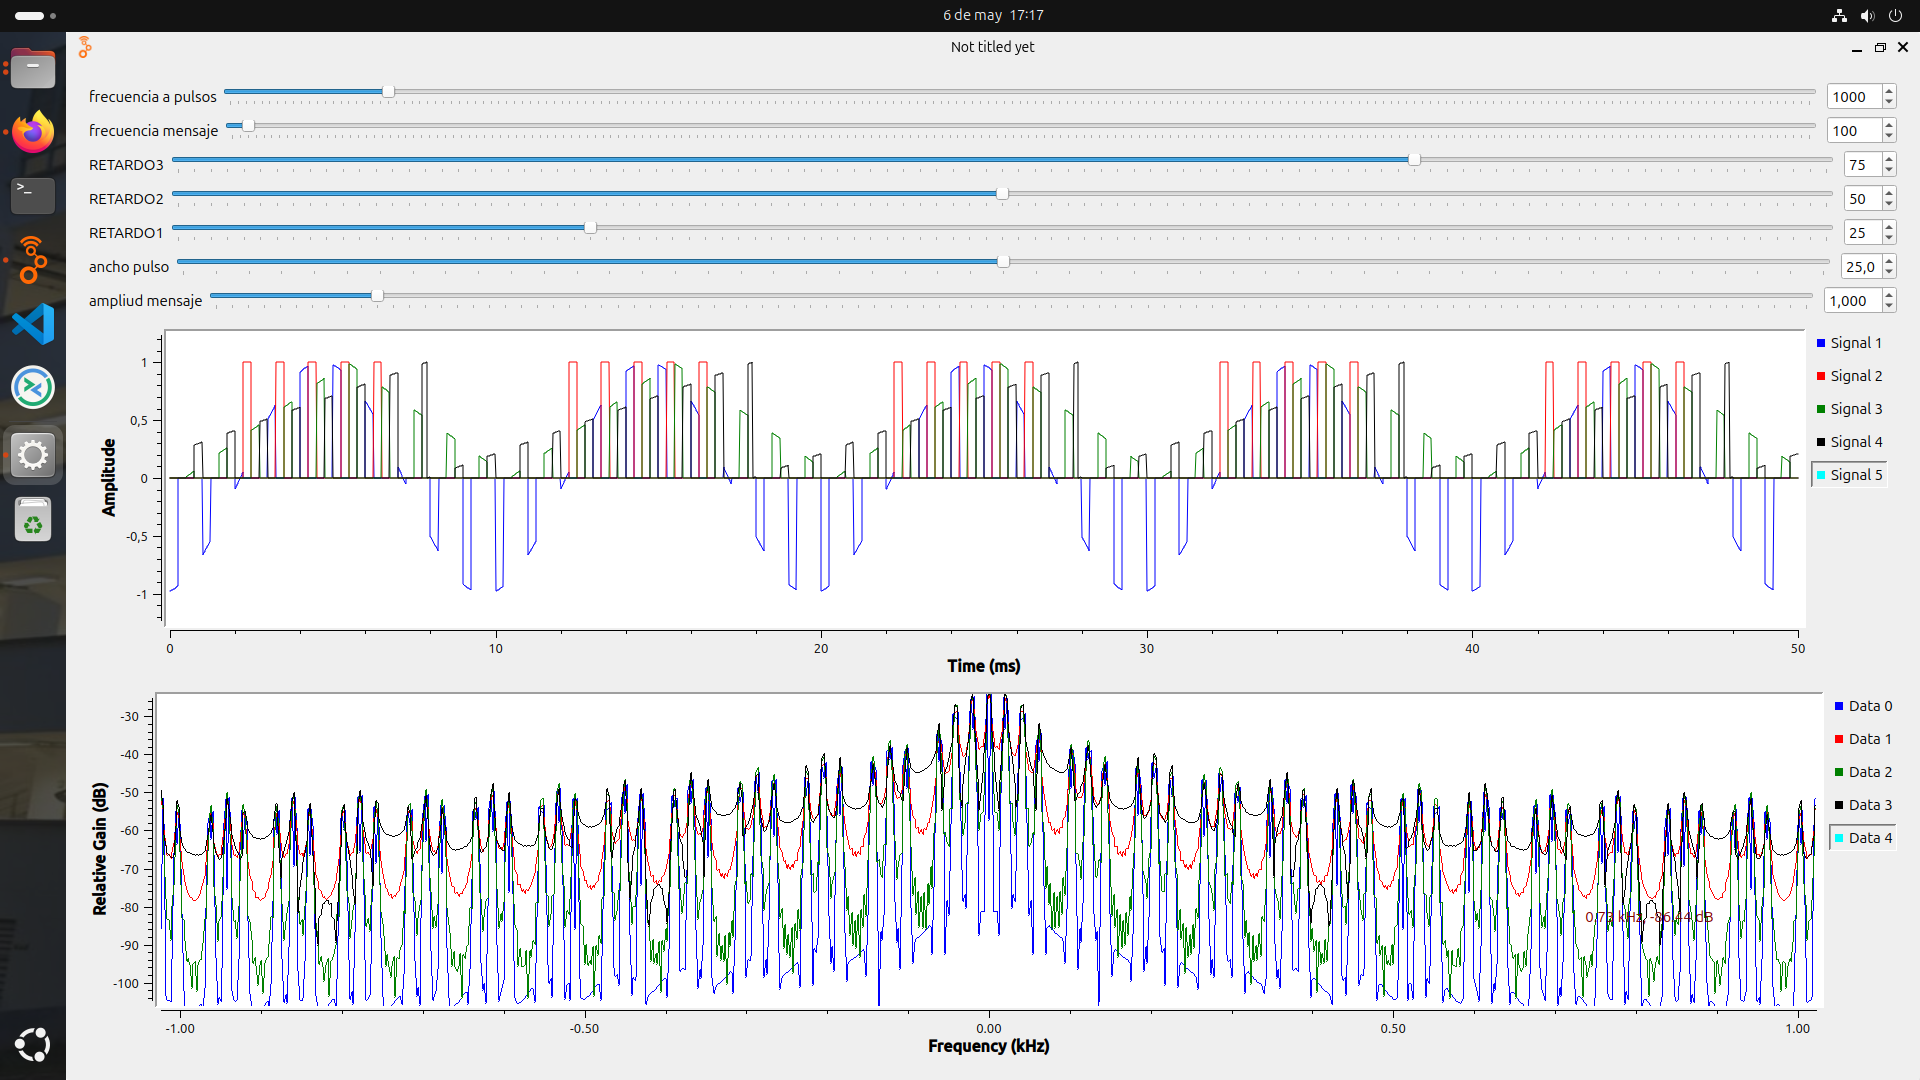 6 de may 17:17
Not titled yet
frecuencia a pulsos 1000
frecuencia mensaje 100
RETARDO3 75
RETARDO2 50
RETARDO1 25
ancho pulso 25,0
ampliud mensaje 1,000
Amplitude
1
0,5
0
-0,5
-1
0 10 20 30 40 50
Time (ms)
Signal 1
Signal 2
Signal 3
Signal 4
Signal 5
Relative Gain (dB)
-30
-40
-50
-60
-70
-80
-90
-100
0.73 kHz, -86.44 dB
-1.00 -0.50 0.00 0.50 1.00
Frequency (kHz)
Data 0
Data 1
Data 2
Data 3
Data 4